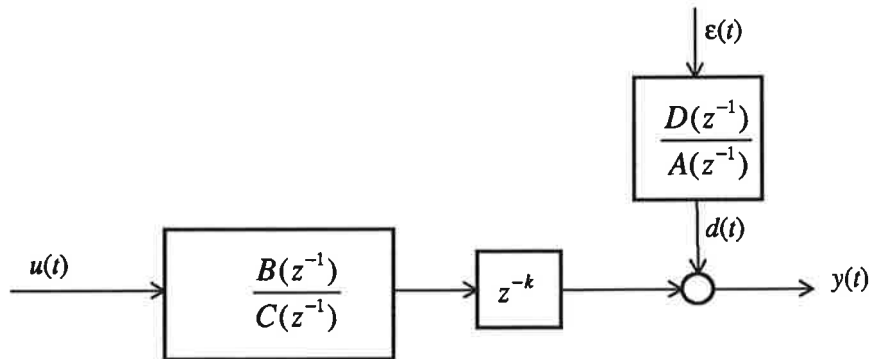 ε(t)
D(z⁻¹)
A(z⁻¹)
d(t)
u(t)
B(z⁻¹)
C(z⁻¹)
z⁻ᵏ
y(t)